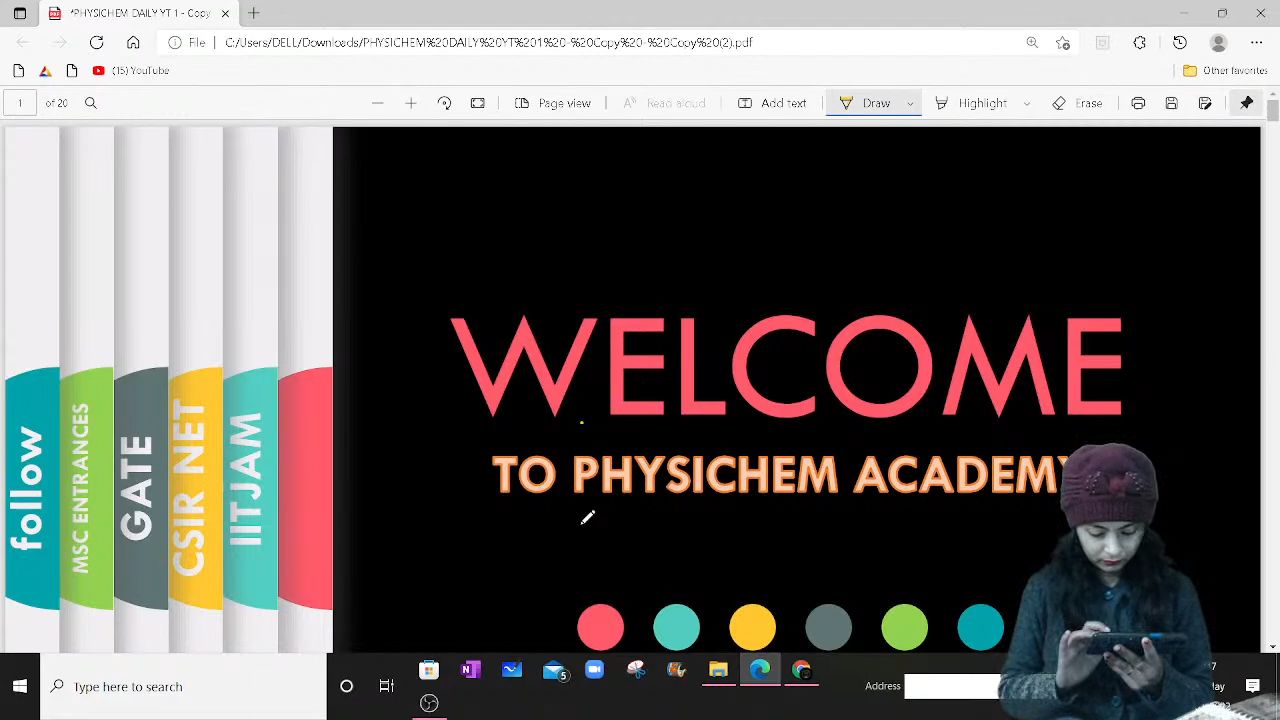 *PHYSICHEM DAILY YT 1 - Copy
File C:/Users/DELL/Downloads/PHYSICHEM%20DAILY%20YT%201%20-%20Copy%20-%20Copy%20(2).pdf
(15) YouTube
Other favorites
1 of 20
Page view
Read aloud
Add text
Draw
Highlight
Erase
follow
MSC ENTRANCES
GATE
CSIR NET
IITJAM
WELCOME
TO PHYSICHEM ACADEMY
Type here to search
5
Address